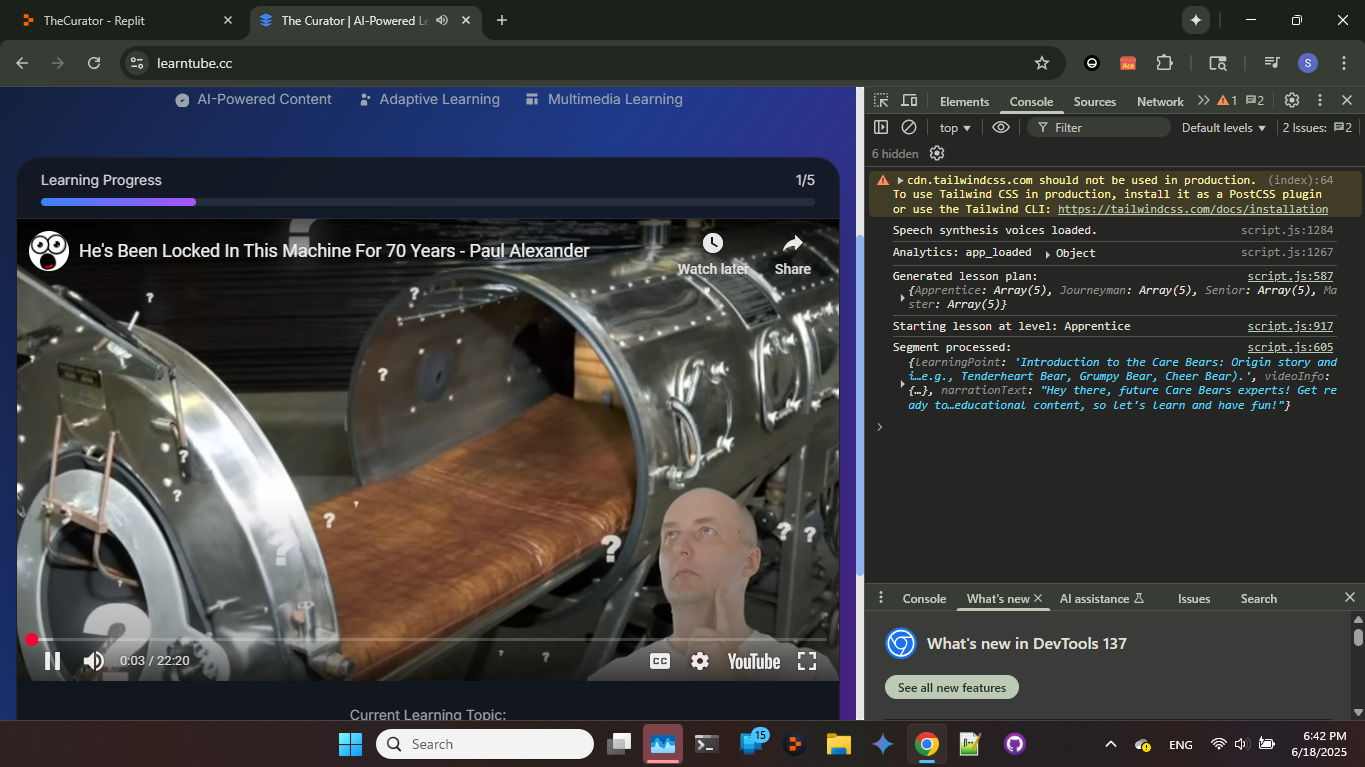 TheCurator - Replit
The Curator | AI-Powered Le
learntube.cc
Ace
S
AI-Powered Content
Adaptive Learning
Multimedia Learning
Learning Progress
1/5
He's Been Locked In This Machine For 70 Years - Paul Alexander
Watch later
Share
?
?
?
?
?
?
?
?
?
?
?
0:03 / 22:20
CC
YouTube
Current Learning Topic:
Elements
Console
Sources
Network
1
2
top
Filter
Default levels
2 Issues:
2
6 hidden
cdn.tailwindcss.com should not be used in production. (index):64
To use Tailwind CSS in production, install it as a PostCSS plugin
or use the Tailwind CLI: https://tailwindcss.com/docs/installation
Speech synthesis voices loaded. script.js:1284
Analytics: app_loaded Object script.js:1267
Generated lesson plan: script.js:587
{Apprentice: Array(5), Journeyman: Array(5), Senior: Array(5), Ma
ster: Array(5)}
Starting lesson at level: Apprentice script.js:917
Segment processed: script.js:605
{learningPoint: 'Introduction to the Care Bears: Origin story and
i…e.g., Tenderheart Bear, Grumpy Bear, Cheer Bear).', videoInfo:
{…}, narrationText: "Hey there, future Care Bears experts! Get re
ady to…educational content, so let's learn and have fun!"}
Console
What's new
AI assistance
Issues
Search
What's new in DevTools 137
See all new features
Search
15
ENG
6:42 PM
6/18/2025